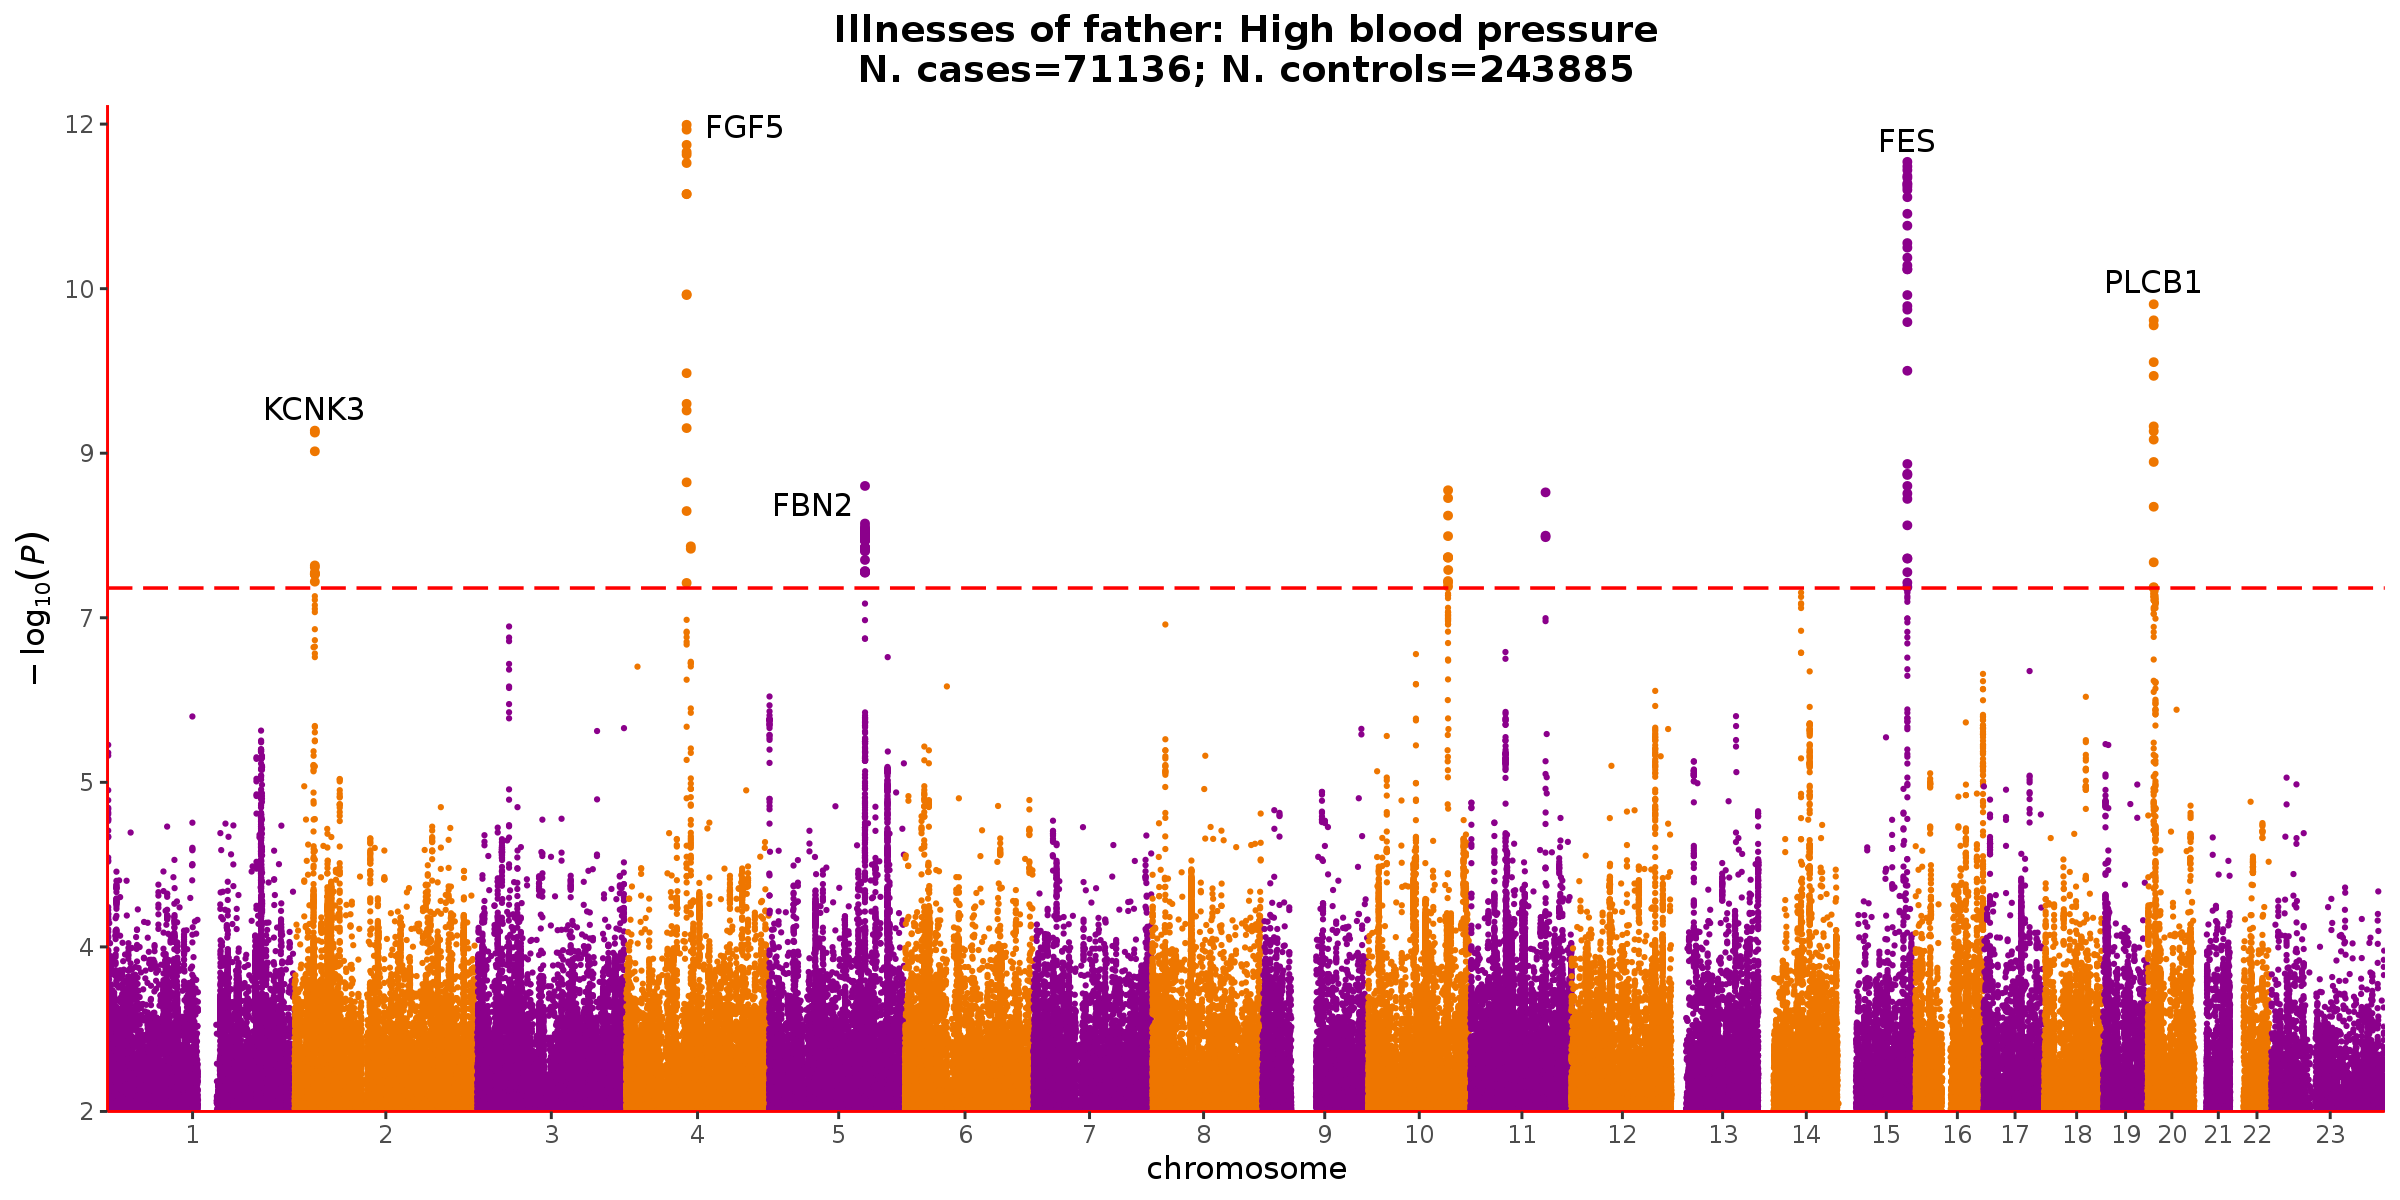 Illnesses of father: High blood pressure
N. cases=71136; N. controls=243885
12
10
9
7
5
4
2
−log10(P)
KCNK3
FGF5
FBN2
FES
PLCB1
1 2 3 4 5 6 7 8 9 10 11 12 13 14 15 16 17 18 19 20 21 22 23
chromosome